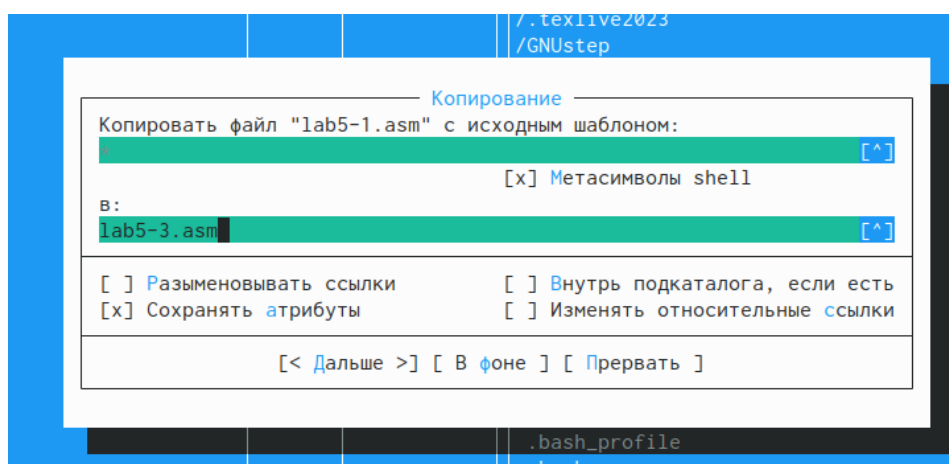 /.texlive2023
/GNUstep
Копирование
Копировать файл "lab5-1.asm" с исходным шаблоном:
*
[^]
[x] Метасимволы shell
в:
lab5-3.asm
[^]
[ ] Разыменовывать ссылки [ ] Внутрь подкаталога, если есть
[x] Сохранять атрибуты [ ] Изменять относительные ссылки
[< Дальше >] [ В фоне ] [ Прервать ]
.bash_profile